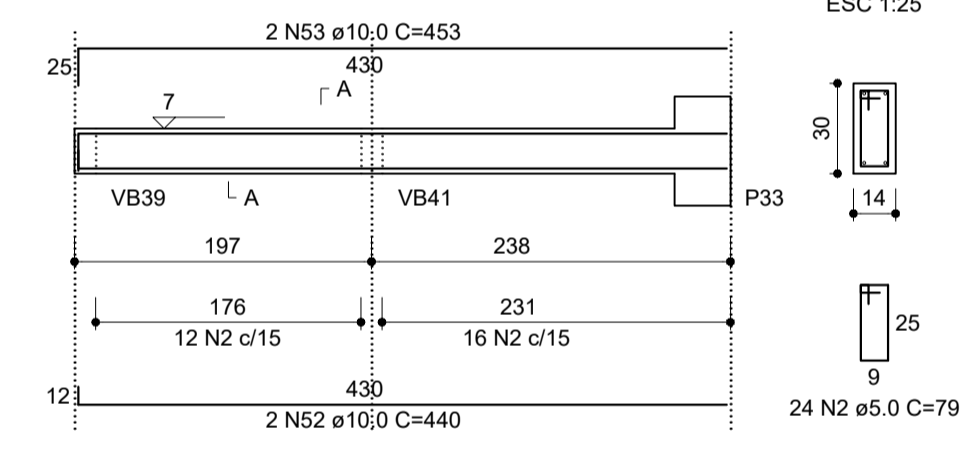 ESC 1:25
2 N53 ø10.0 C=453
25
430
A
7
30
VB39
A
VB41
P33
14
197
238
176
231
12 N2 c/15
16 N2 c/15
25
9
12
430
24 N2 ø5.0 C=79
2 N52 ø10.0 C=440